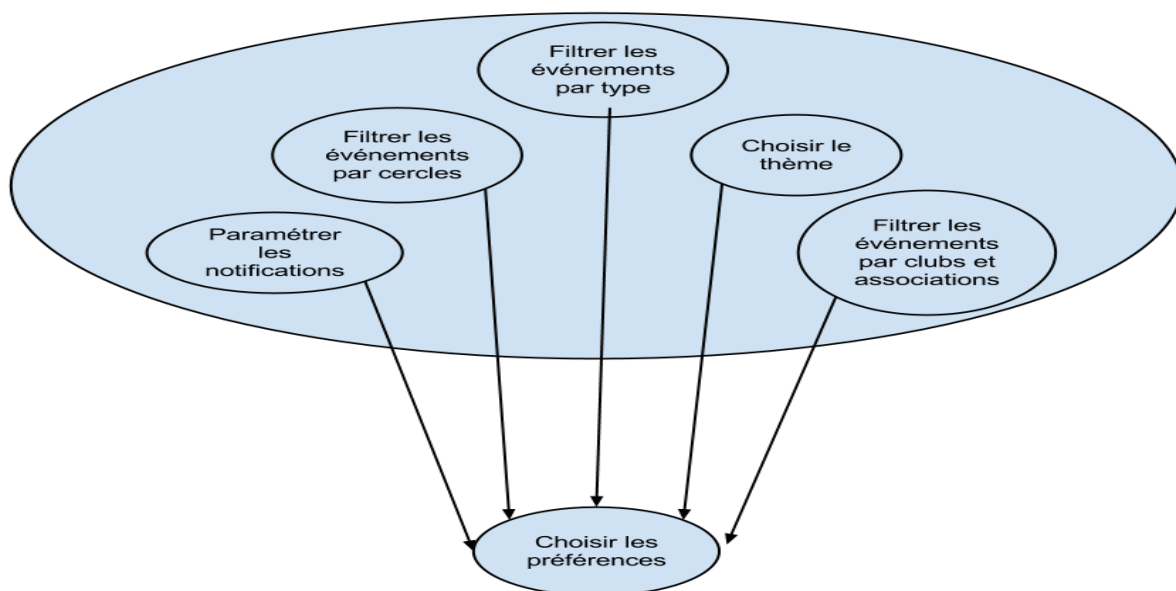 Filtrer les
événements
par type
Filtrer les
événements
par cercles
Choisir le
thème
Paramétrer
les
notifications
Filtrer les
événements
par clubs et
associations
Choisir les
préférences